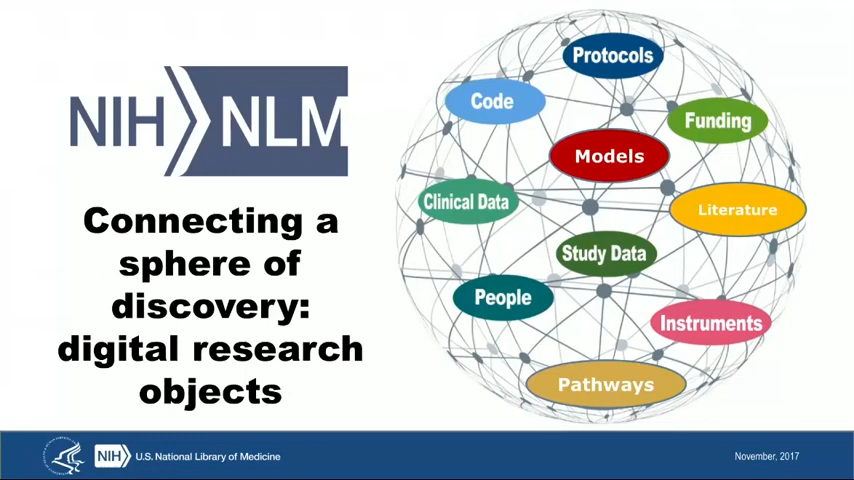 NIH NLM
Connecting a
sphere of
discovery:
digital research
objects
Protocols
Code
Funding
Models
Clinical Data
Literature
Study Data
People
Instruments
Pathways
NIH U.S. National Library of Medicine
November, 2017